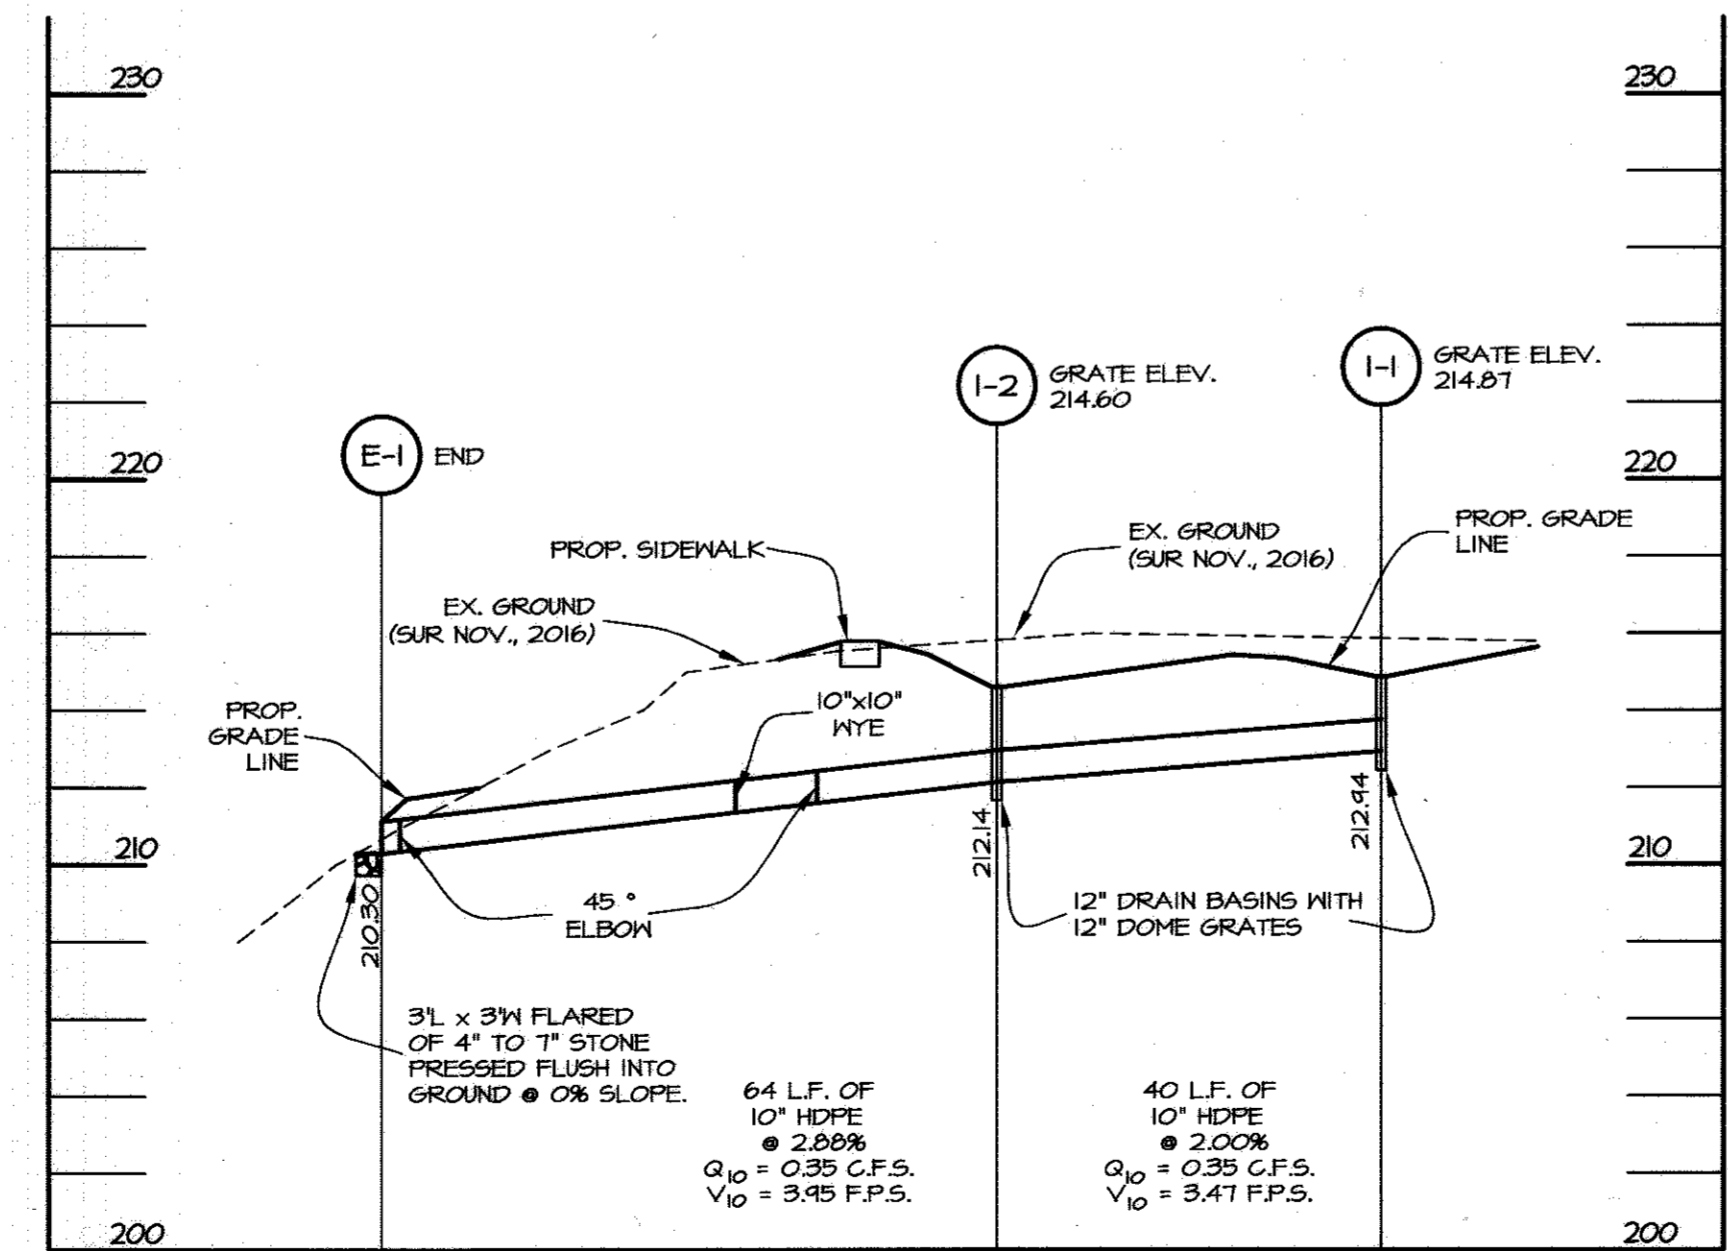 230
230
I-1
GRATE ELEV.
214.87
I-2
GRATE ELEV.
214.60
E-1
END
220
220
PROP. SIDEWALK
EX. GROUND
(SUR NOV., 2016)
PROP. GRADE
LINE
EX. GROUND
(SUR NOV., 2016)
PROP.
GRADE
LINE
10"x10"
WYE
210
210
212.14
212.94
210.30
45 °
ELBOW
12" DRAIN BASINS WITH
12" DOME GRATES
3'L x 3'W FLARED
OF 4" TO 7" STONE
PRESSED FLUSH INTO
GROUND @ 0% SLOPE.
64 L.F. OF
10" HDPE
@ 2.88%
Q10 = 0.35 C.F.S.
V10 = 3.95 F.P.S.
40 L.F. OF
10" HDPE
@ 2.00%
Q10 = 0.35 C.F.S.
V10 = 3.47 F.P.S.
200
200